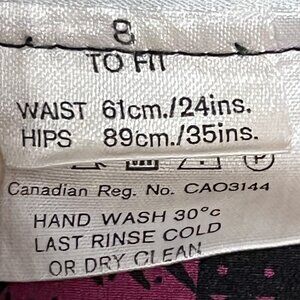 8
TO FIT
WAIST 61cm./24ins.
HIPS 89cm./35ins.
P
Canadian Reg. No. CA03144
HAND WASH 30°c
LAST RINSE COLD
OR DRY CLEAN